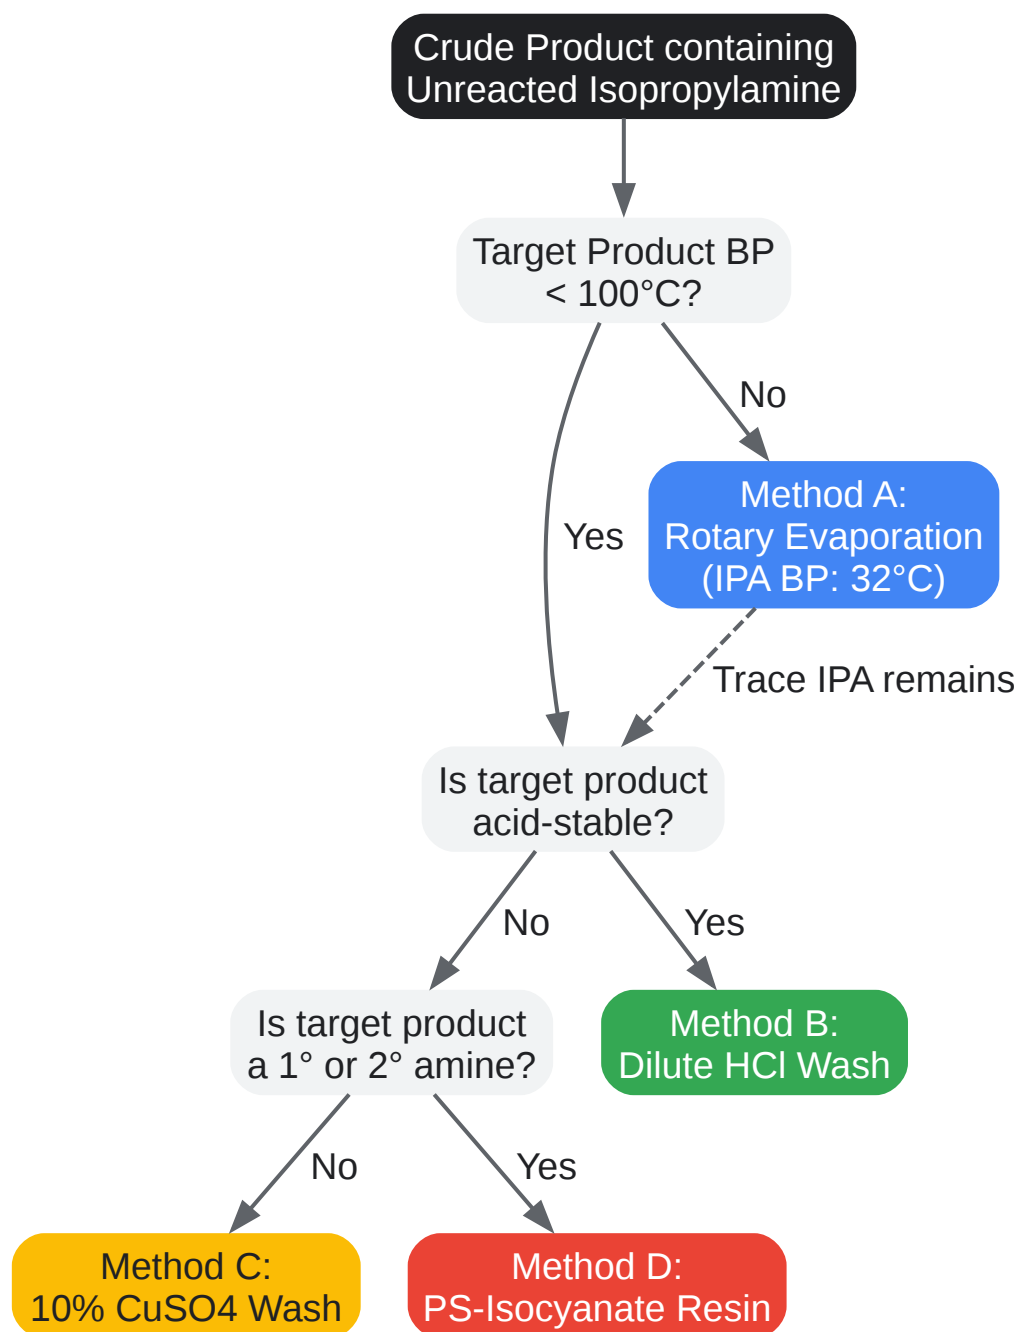 Crude Product containing
Unreacted Isopropylamine
Target Product BP
< 100°C?
No
Method A:
Rotary Evaporation
(IPA BP: 32°C)
Yes
Trace IPA remains
Is target product
acid-stable?
No
Yes
Is target product
a 1° or 2° amine?
Method B:
Dilute HCl Wash
No
Yes
Method C:
10% CuSO4 Wash
Method D:
PS-Isocyanate Resin